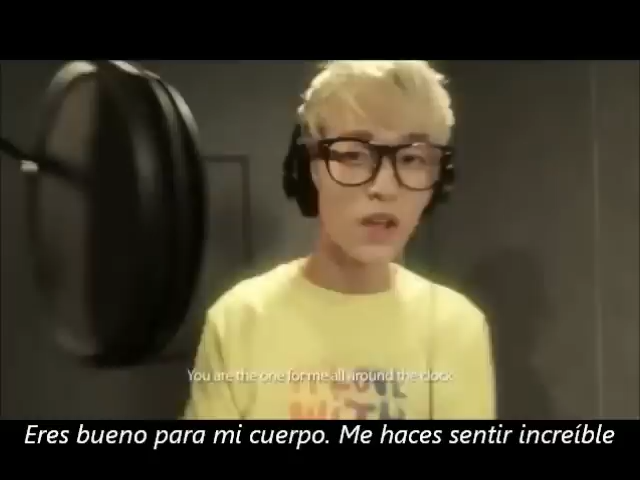 You are the one for me all around the clock
WITH
Eres bueno para mi cuerpo. Me haces sentir increíble